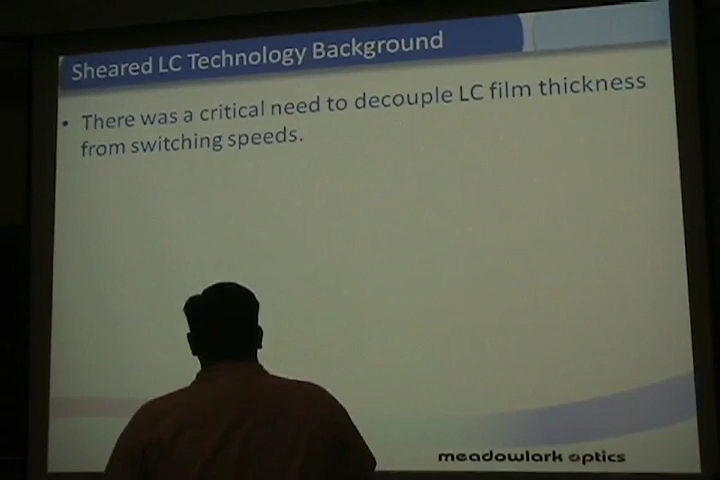 Sheared LC Technology Background
• There was a critical need to decouple LC film thickness
from switching speeds.
meadowlark optics